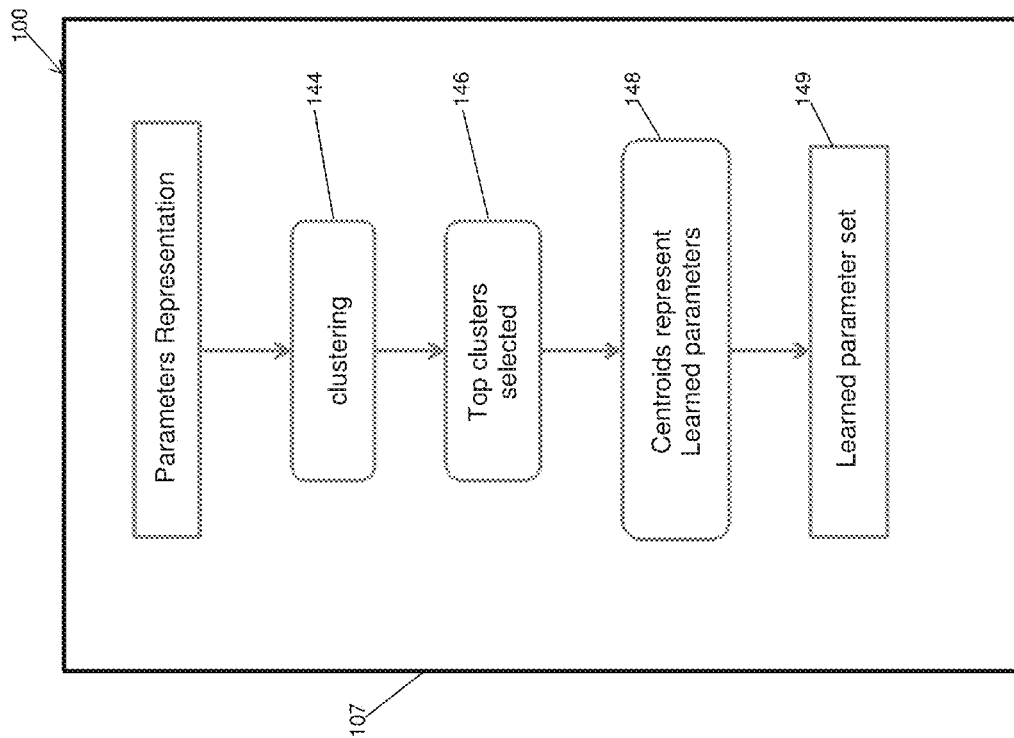 100
Parameters Representation
144
clustering
146
Top clusters
selected
148
Centroids represent
Learned parameters
149
Learned parameter set
107